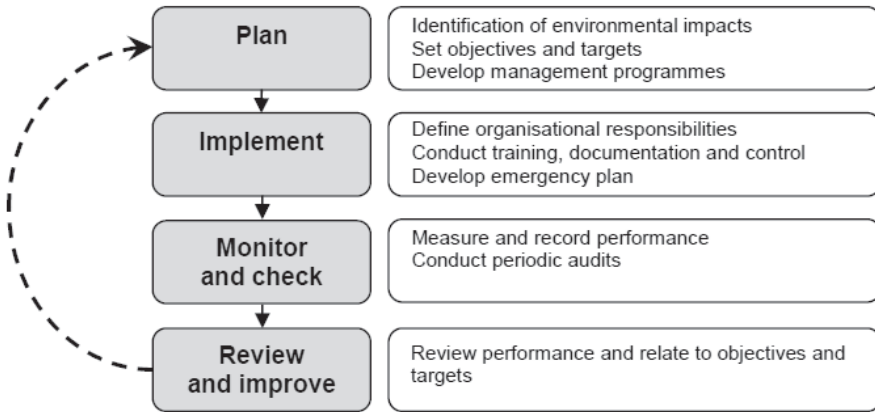 Plan
Identification of environmental impacts
Set objectives and targets
Develop management programmes
Implement
Define organisational responsibilities
Conduct training, documentation and control
Develop emergency plan
Monitor
and check
Measure and record performance
Conduct periodic audits
Review
and improve
Review performance and relate to objectives and
targets